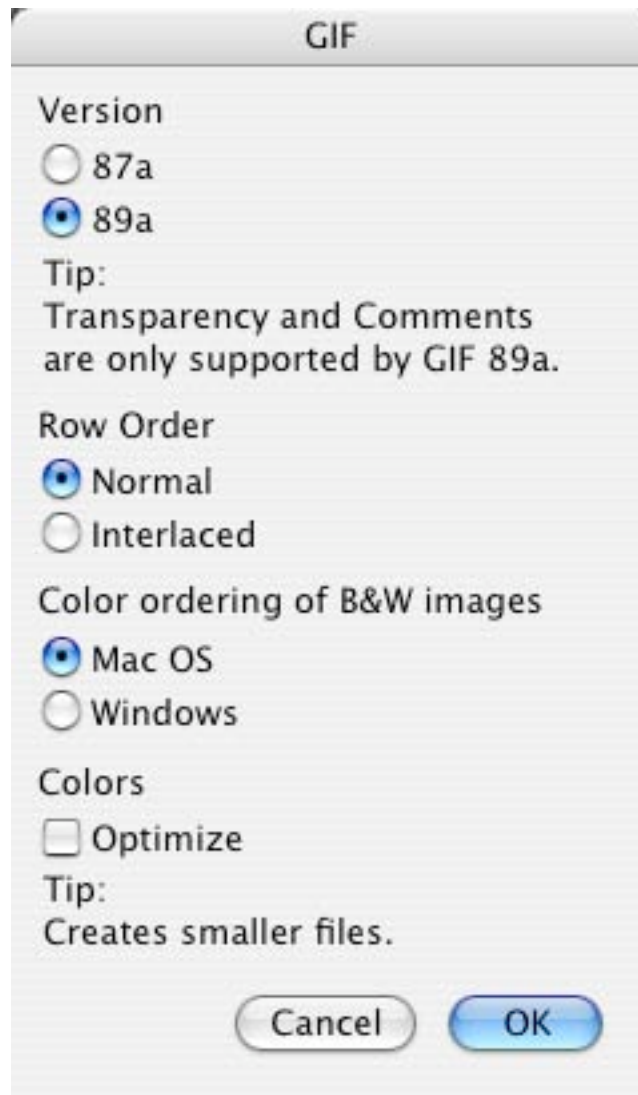 GIF
Version
87a
89a
Tip:
Transparency and Comments
are only supported by GIF 89a.
Row Order
Normal
Interlaced
Color ordering of B&W images
Mac OS
Windows
Colors
Optimize
Tip:
Creates smaller files.
Cancel OK